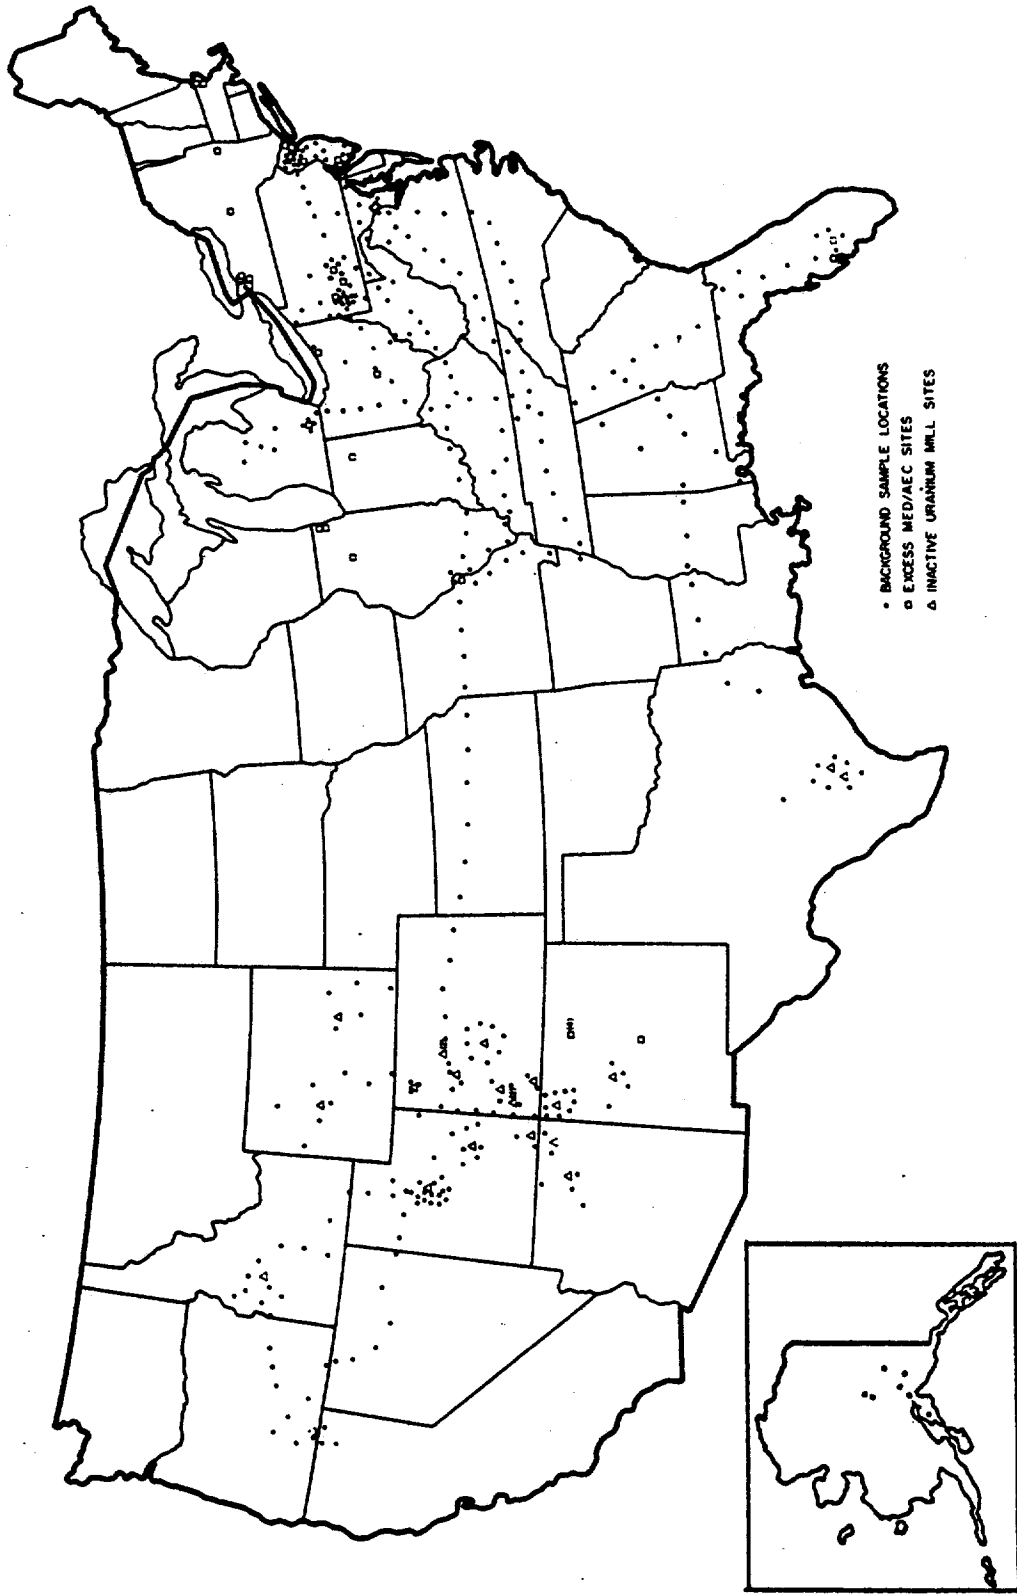 • BACKGROUND SAMPLE LOCATIONS
□ EXCESS MED/AEC SITES
△ INACTIVE URANIUM MILL SITES